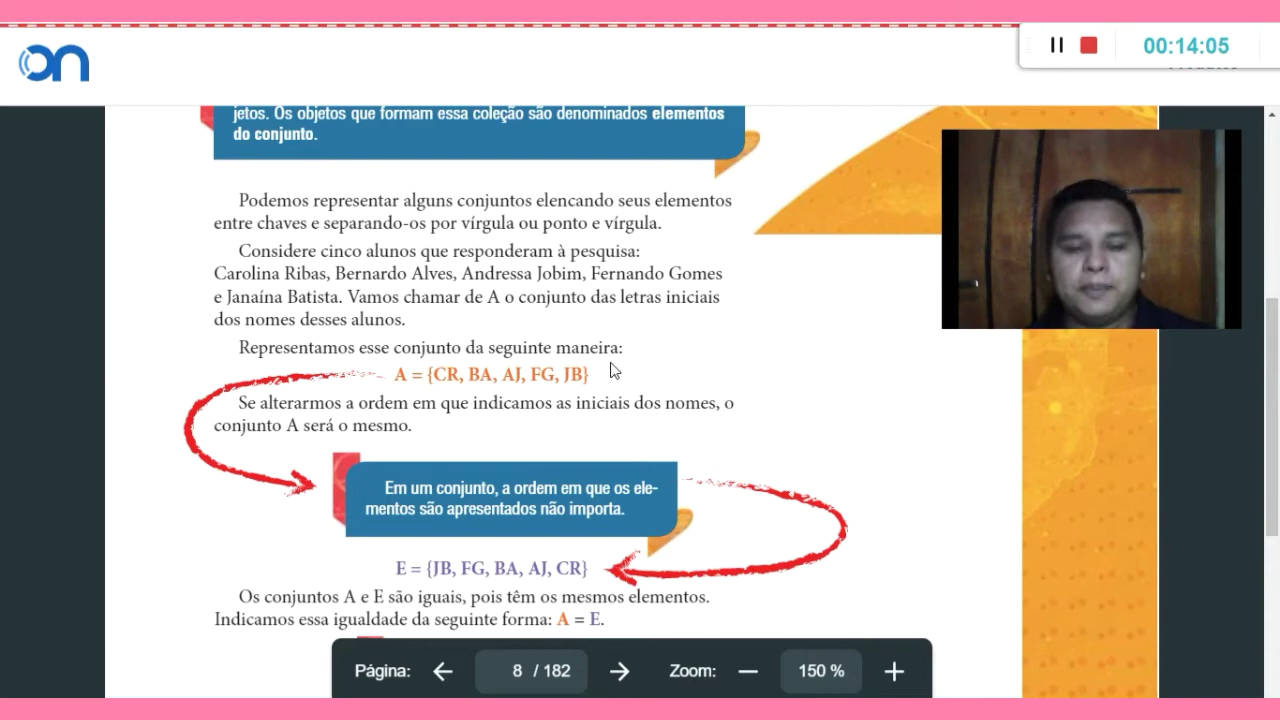 on
00:14:05
jetos. Os objetos que formam essa coleção são denominados elementos
do conjunto.
Podemos representar alguns conjuntos elencando seus elementos
entre chaves e separando-os por vírgula ou ponto e vírgula.
Considere cinco alunos que responderam à pesquisa:
Carolina Ribas, Bernardo Alves, Andressa Jobim, Fernando Gomes
e Janaína Batista. Vamos chamar de A o conjunto das letras iniciais
dos nomes desses alunos.
Representamos esse conjunto da seguinte maneira:
A = {CR, BA, AJ, FG, JB}
Se alterarmos a ordem em que indicamos as iniciais dos nomes, o
conjunto A será o mesmo.
Em um conjunto, a ordem em que os ele-
mentos são apresentados não importa.
E = {JB, FG, BA, AJ, CR}
Os conjuntos A e E são iguais, pois têm os mesmos elementos.
Indicamos essa igualdade da seguinte forma: A = E.
Página: 8 / 182 Zoom: 150 %